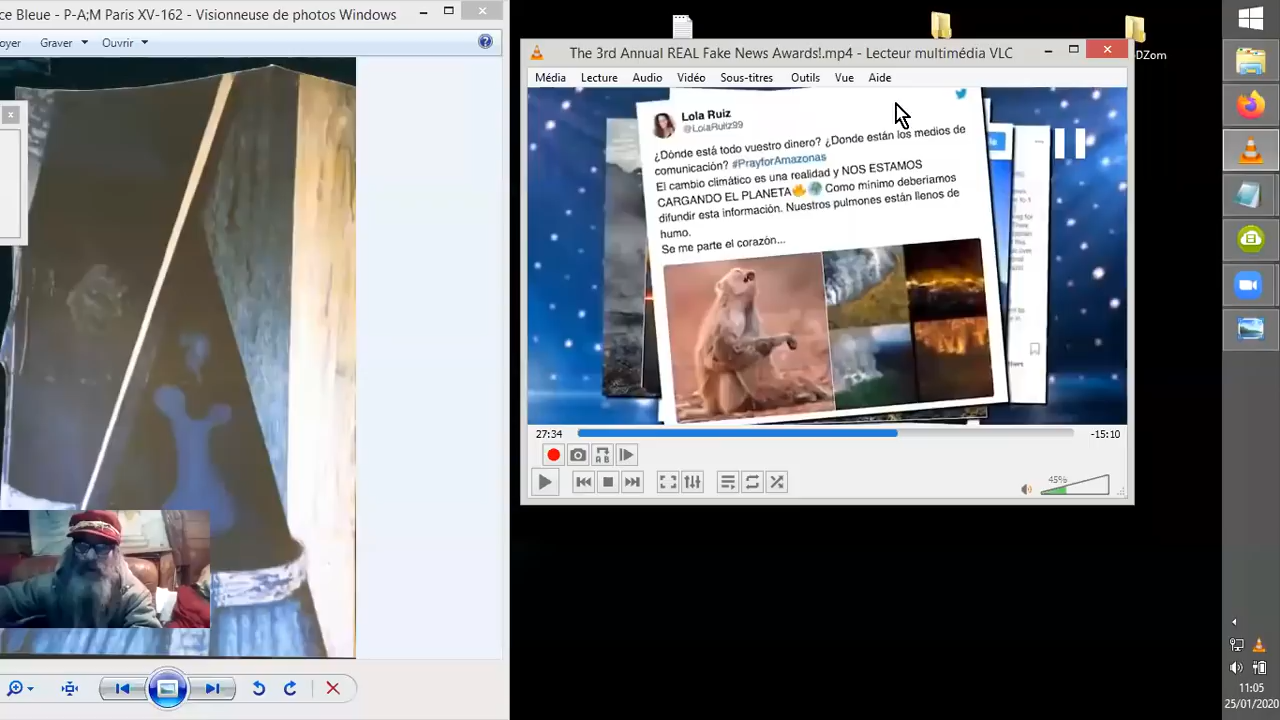 ce Bleue - P-A;M Paris XV-162 - Visionneuse de photos Windows
oyer Graver Ouvrir
x
The 3rd Annual REAL Fake News Awards!.mp4 - Lecteur multimédia VLC
Média Lecture Audio Vidéo Sous-titres Outils Vue Aide
Lola Ruiz
@LolaRuitz99
¿Dónde está todo vuestro dinero? ¿Donde están los medios de
comunicación? #PrayforAmazonas
El cambio climático es una realidad y NOS ESTAMOS
CARGANDO EL PLANETA Como mínimo deberiamos
difundir esta información. Nuestros pulmones están llenos de
humo.
Se me parte el corazón...
27:34
-15:10
45%
DZom
11:05
25/01/2020